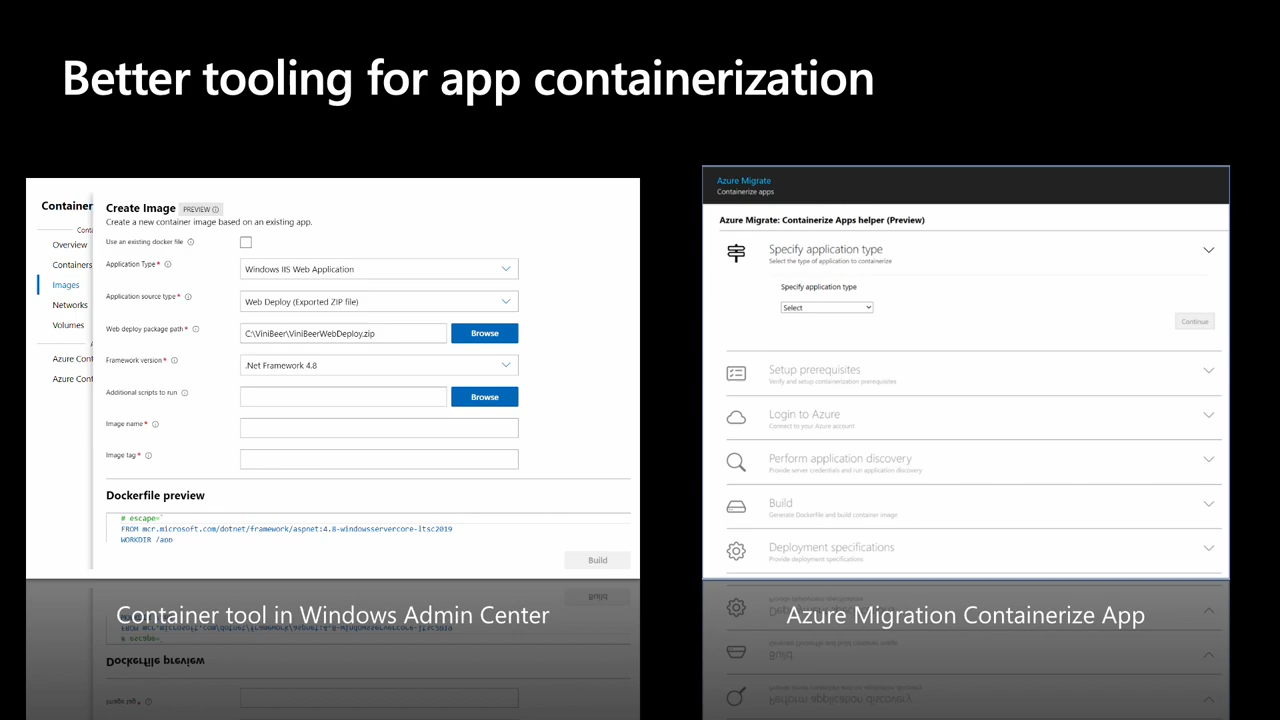 Better tooling for app containerization
Container
Conta
Overview
Containers
Images
Networks
Volumes
A
Azure Cont
Azure Cont
Create Image PREVIEW
Create a new container image based on an existing app.
Use an existing docker file
Application Type *
Windows IIS Web Application
Application source type *
Web Deploy (Exported ZIP file)
Web deploy package path *
C:\ViniBeer\ViniBeerWebDeploy.zip
Browse
Framework version *
.Net Framework 4.8
Additional scripts to run
Browse
Image name *
Image tag *
Dockerfile preview
# escape=`
FROM mcr.microsoft.com/dotnet/framework/aspnet:4.8-windowsservercore-ltsc2019
WORKDIR /app
Build
Container tool in Windows Admin Center
Azure Migrate
Containerize apps
Azure Migrate: Containerize Apps helper (Preview)
Specify application type
Select the type of application to containerize
Specify application type
Select
Continue
Setup prerequisites
Verify and setup containerization prerequisites
Login to Azure
Connect to your Azure account
Perform application discovery
Provide server credentials and run application discovery
Build
Generate Dockerfile and build container image
Deployment specifications
Provide deployment specifications
Azure Migration Containerize App